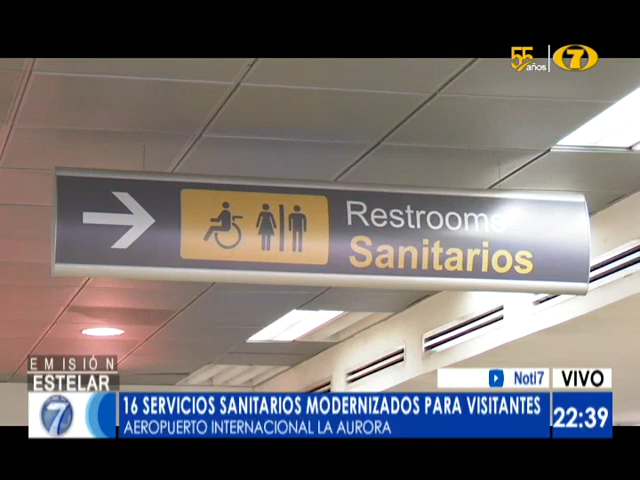 55 años
7
Restrooms
Sanitarios
EMISIÓN
ESTELAR
7
16 SERVICIOS SANITARIOS MODERNIZADOS PARA VISITANTES
AEROPUERTO INTERNACIONAL LA AURORA
Noti7
VIVO
22:39